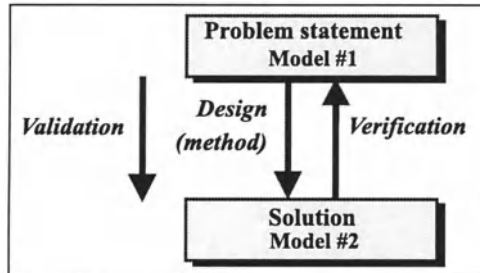 Problem statement
Model #1
Validation
Design
(method)
Verification
Solution
Model #2